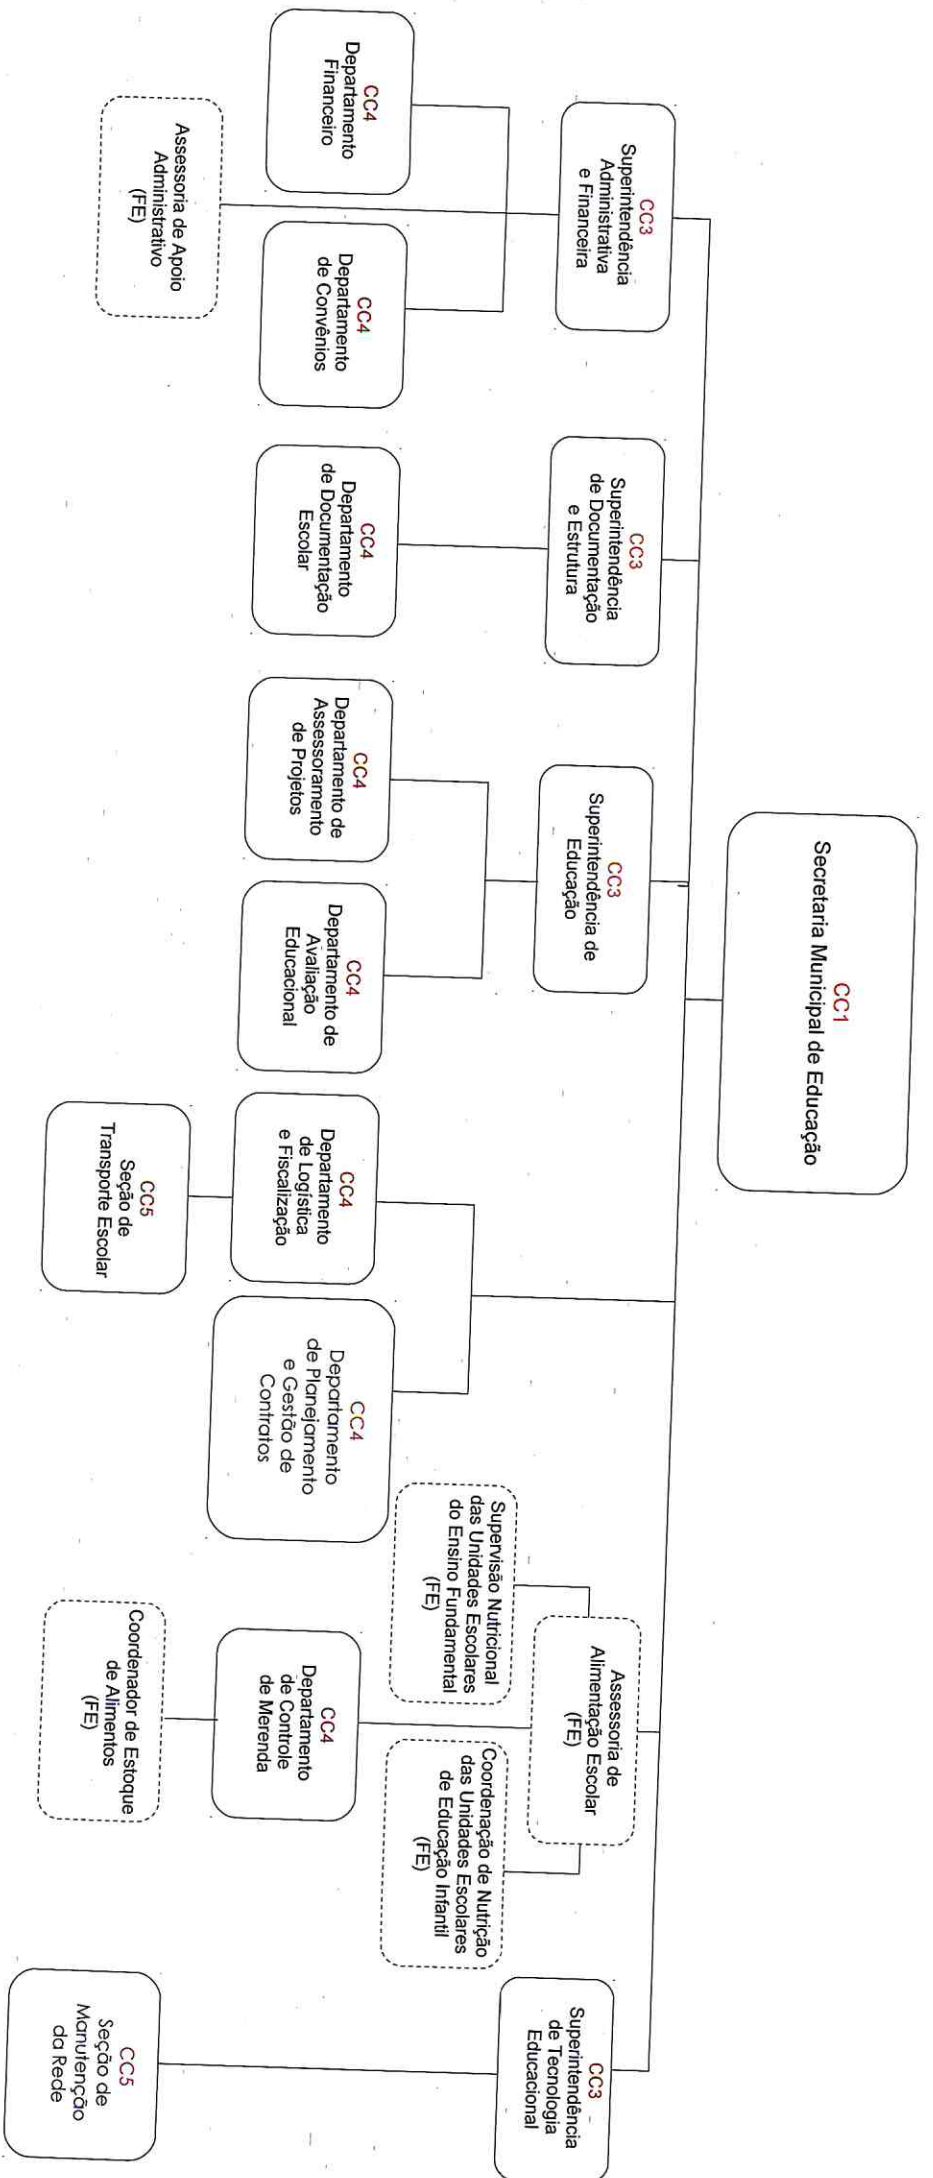 CC1
Secretaria Municipal de Educação
CC3
Superintendência
Administrativa
e Financeira
CC3
Superintendência
de Documentação
e Estrutura
CC3
Superintendência de
Educação
Assessoria de
Alimentação Escolar
(FE)
CC3
Superintendência
de Tecnologia
Educacional
CC4
Departamento
Financeiro
CC4
Departamento
de Convênios
CC4
Departamento
de Documentação
Escolar
CC4
Departamento de
Assessoramento
de Projetos
CC4
Departamento de
Avaliação
Educacional
CC4
Departamento
de Logística
e Fiscalização
CC4
Departamento
de Planejamento
e Gestão de
Contratos
Supervisão Nutricional
das Unidades Escolares
do Ensino Fundamental
(FE)
Coordenação de Nutrição
das Unidades Escolares
de Educação Infantil
(FE)
CC4
Departamento
de Controle
de Merenda
Assessoria de Apoio
Administrativo
(FE)
CC5
Seção de
Transporte Escolar
Coordenador de Estoque
de Alimentos
(FE)
CC5
Seção de
Manutenção
da Rede